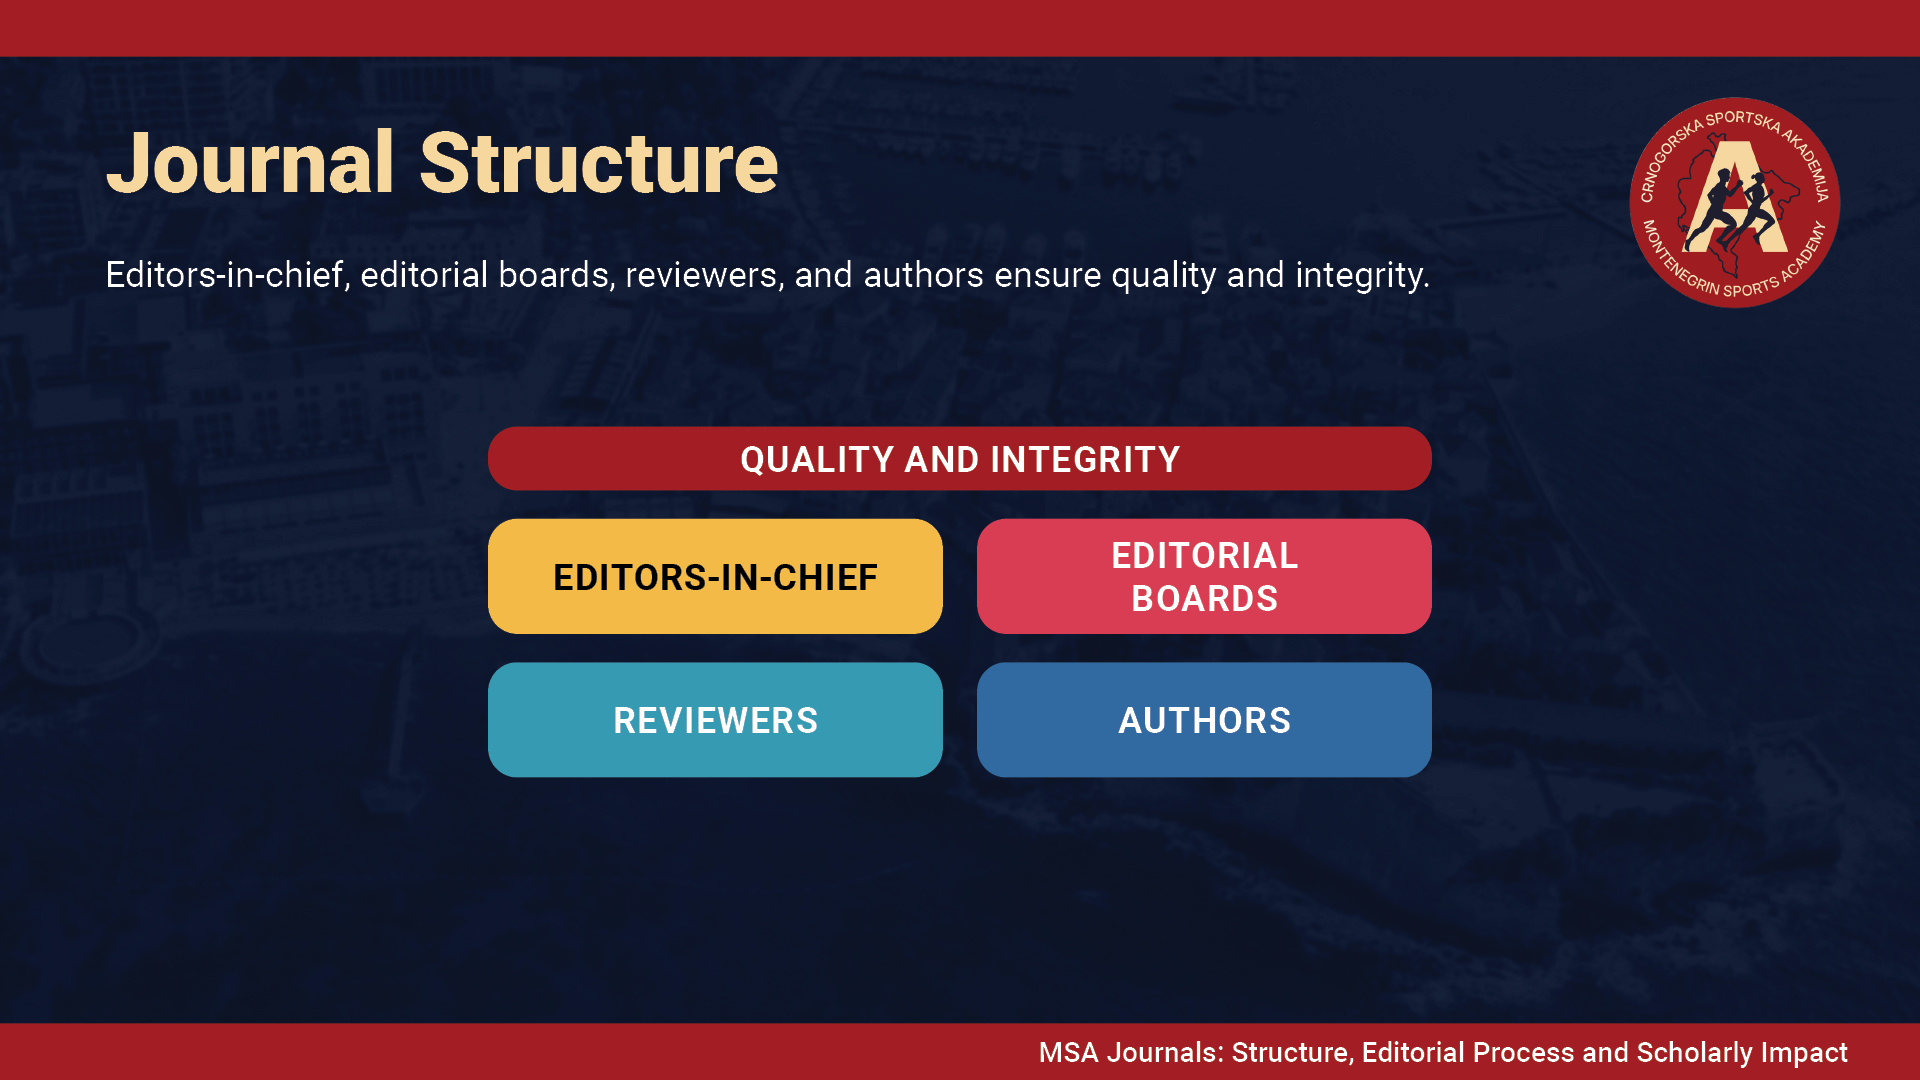 Journal Structure
CRNOGORSKA SPORTSKA AKADEMIJA
MONTENEGRIN SPORTS ACADEMY
Editors-in-chief, editorial boards, reviewers, and authors ensure quality and integrity.
QUALITY AND INTEGRITY
EDITORS-IN-CHIEF
EDITORIAL
BOARDS
REVIEWERS
AUTHORS
MSA Journals: Structure, Editorial Process and Scholarly Impact